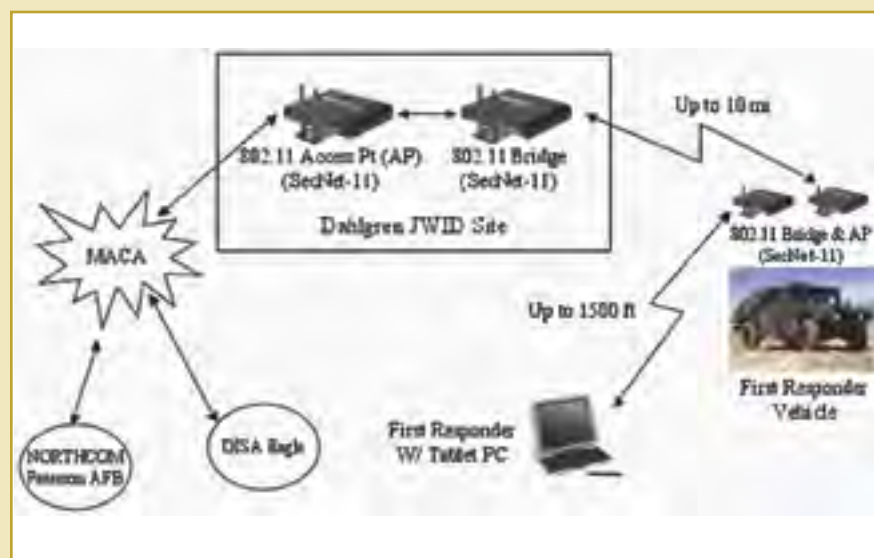 802.11 Access Pt (AP)
(SecNet-11)
802.11 Bridge
(SecNet-11)
Dahlgren JWID Site
Up to 10 mi
802.11 Bridge & AP
(SecNet-11)
MACA
Up to 1500 ft
First Responder
Vehicle
First Responder
W/ Tablet PC
DISA Eagle
NORTHCOM
Peterson AFB